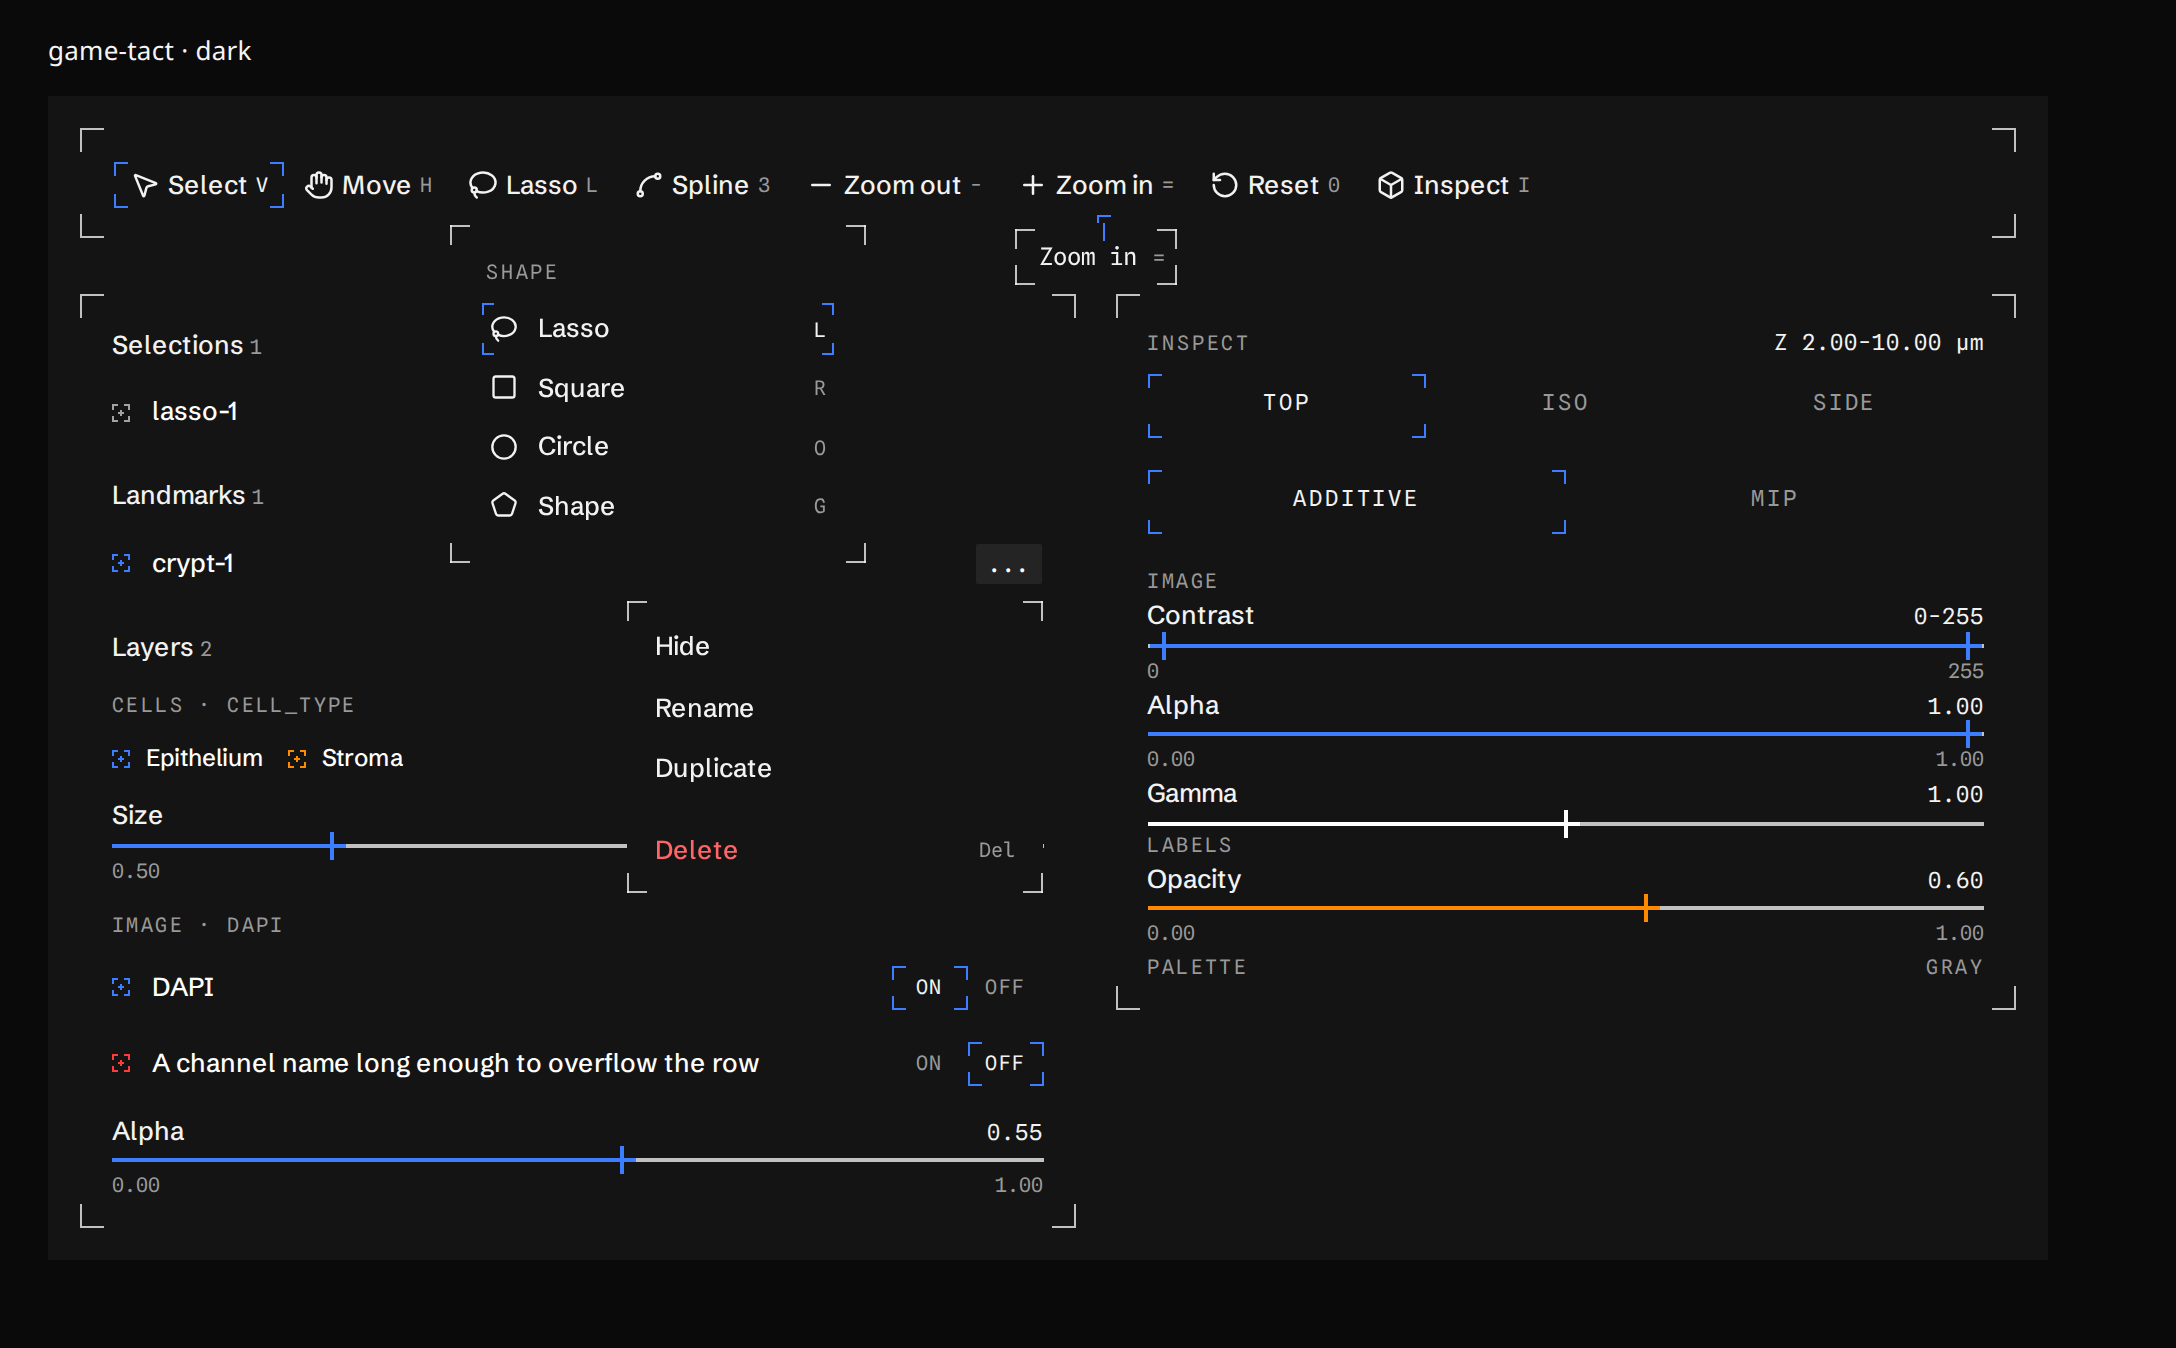 game-tact · dark
Select V Move H Lasso L Spline 3 Zoom out - Zoom in = Reset 0 Inspect I
Zoom in =
SHAPE
Lasso L
Square R
Circle O
Shape G
Selections 1
lasso-1
Landmarks 1
crypt-1
...
Layers 2
CELLS · CELL_TYPE
Epithelium Stroma
Size
0.50
Hide
Rename
Duplicate
Delete Del
IMAGE · DAPI
DAPI ON OFF
A channel name long enough to overflow the row ON OFF
Alpha 0.55
0.00 1.00
INSPECT Z 2.00-10.00 µm
TOP ISO SIDE
ADDITIVE MIP
IMAGE
Contrast 0-255
0 255
Alpha 1.00
0.00 1.00
Gamma 1.00
LABELS
Opacity 0.60
0.00 1.00
PALETTE GRAY